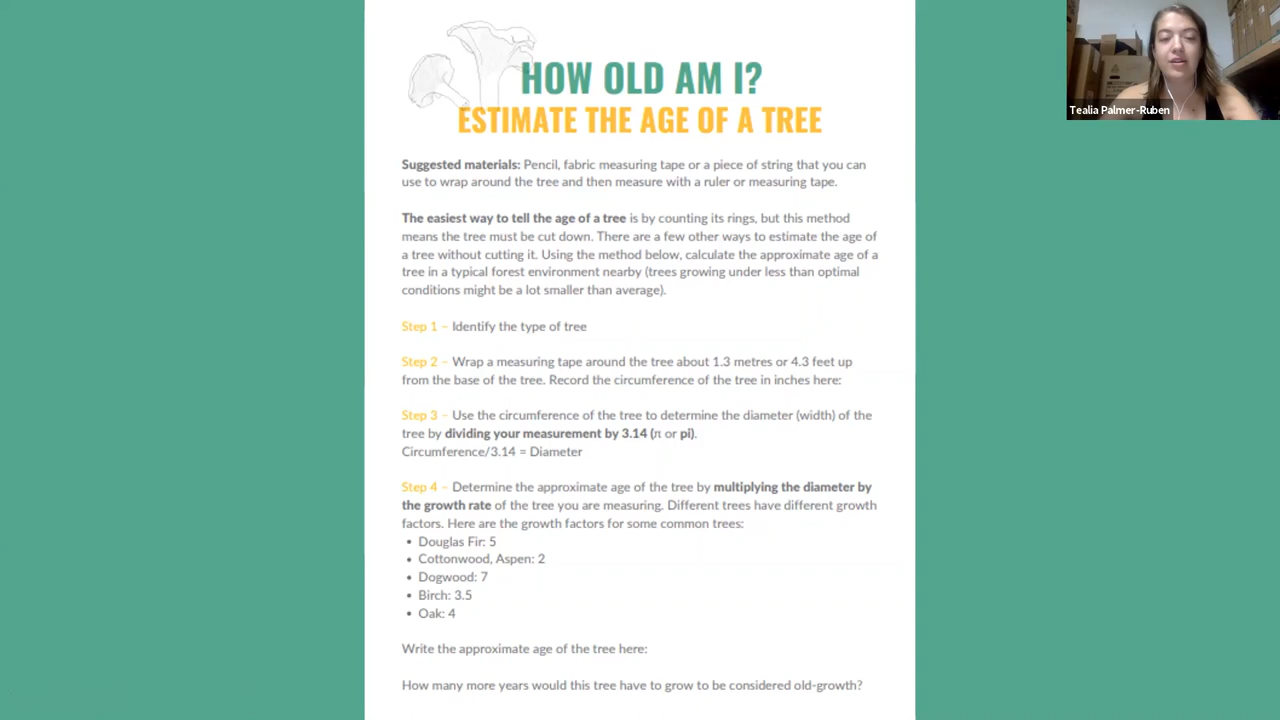 HOW OLD AM I?
ESTIMATE THE AGE OF A TREE
Tealia Palmer-Ruben
Suggested materials: Pencil, fabric measuring tape or a piece of string that you can
use to wrap around the tree and then measure with a ruler or measuring tape.
The easiest way to tell the age of a tree is by counting its rings, but this method
means the tree must be cut down. There are a few other ways to estimate the age of
a tree without cutting it. Using the method below, calculate the approximate age of a
tree in a typical forest environment nearby (trees growing under less than optimal
conditions might be a lot smaller than average).
Step 1 – Identify the type of tree
Step 2 – Wrap a measuring tape around the tree about 1.3 metres or 4.3 feet up
from the base of the tree. Record the circumference of the tree in inches here:
Step 3 – Use the circumference of the tree to determine the diameter (width) of the
tree by dividing your measurement by 3.14 (π or pi).
Circumference/3.14 = Diameter
Step 4 – Determine the approximate age of the tree by multiplying the diameter by
the growth rate of the tree you are measuring. Different trees have different growth
factors. Here are the growth factors for some common trees:
• Douglas Fir: 5
• Cottonwood, Aspen: 2
• Dogwood: 7
• Birch: 3.5
• Oak: 4
Write the approximate age of the tree here:
How many more years would this tree have to grow to be considered old-growth?